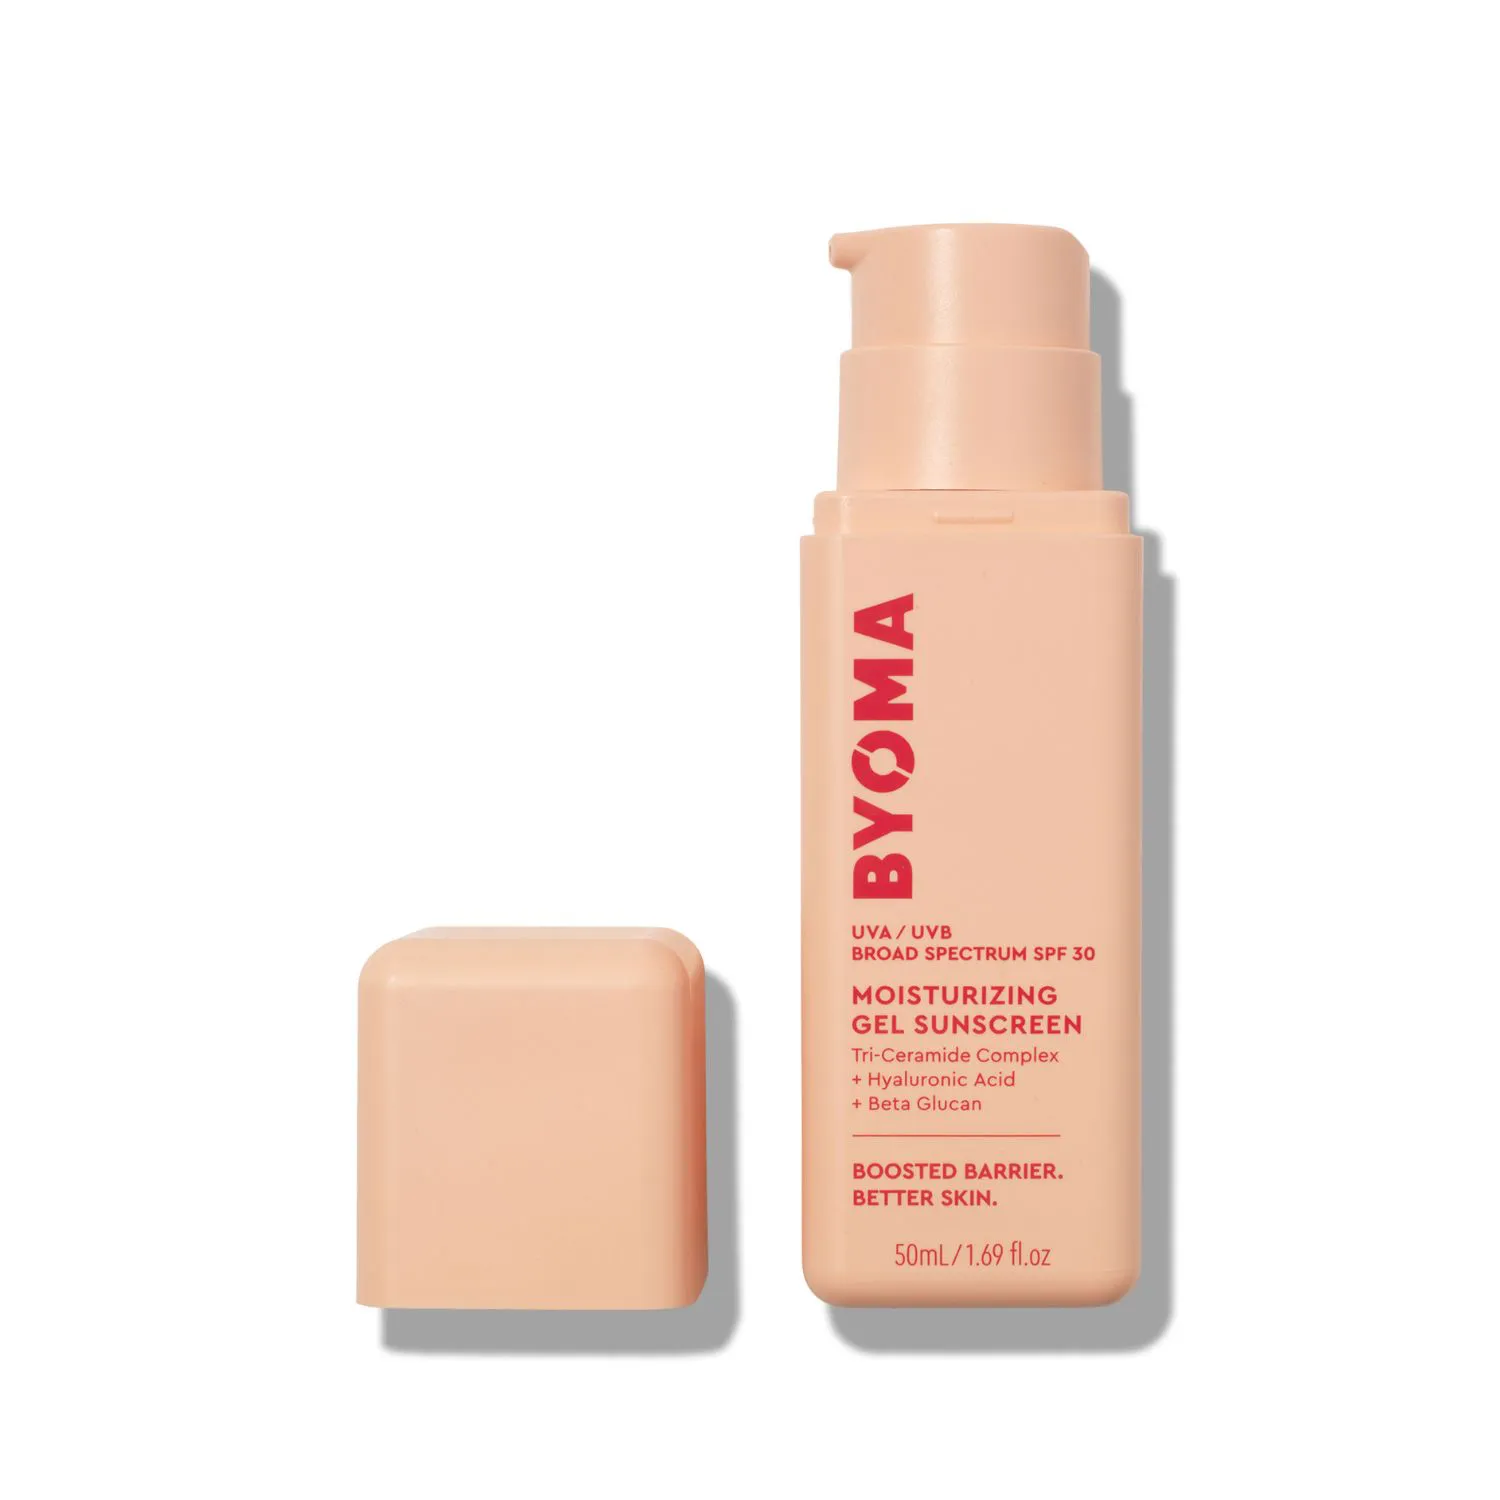 BYOMA
UVA / UVB
BROAD SPECTRUM SPF 30
MOISTURIZING
GEL SUNSCREEN
Tri-Ceramide Complex
+ Hyaluronic Acid
+ Beta Glucan
BOOSTED BARRIER.
BETTER SKIN.
50mL/1.69 fl.oz